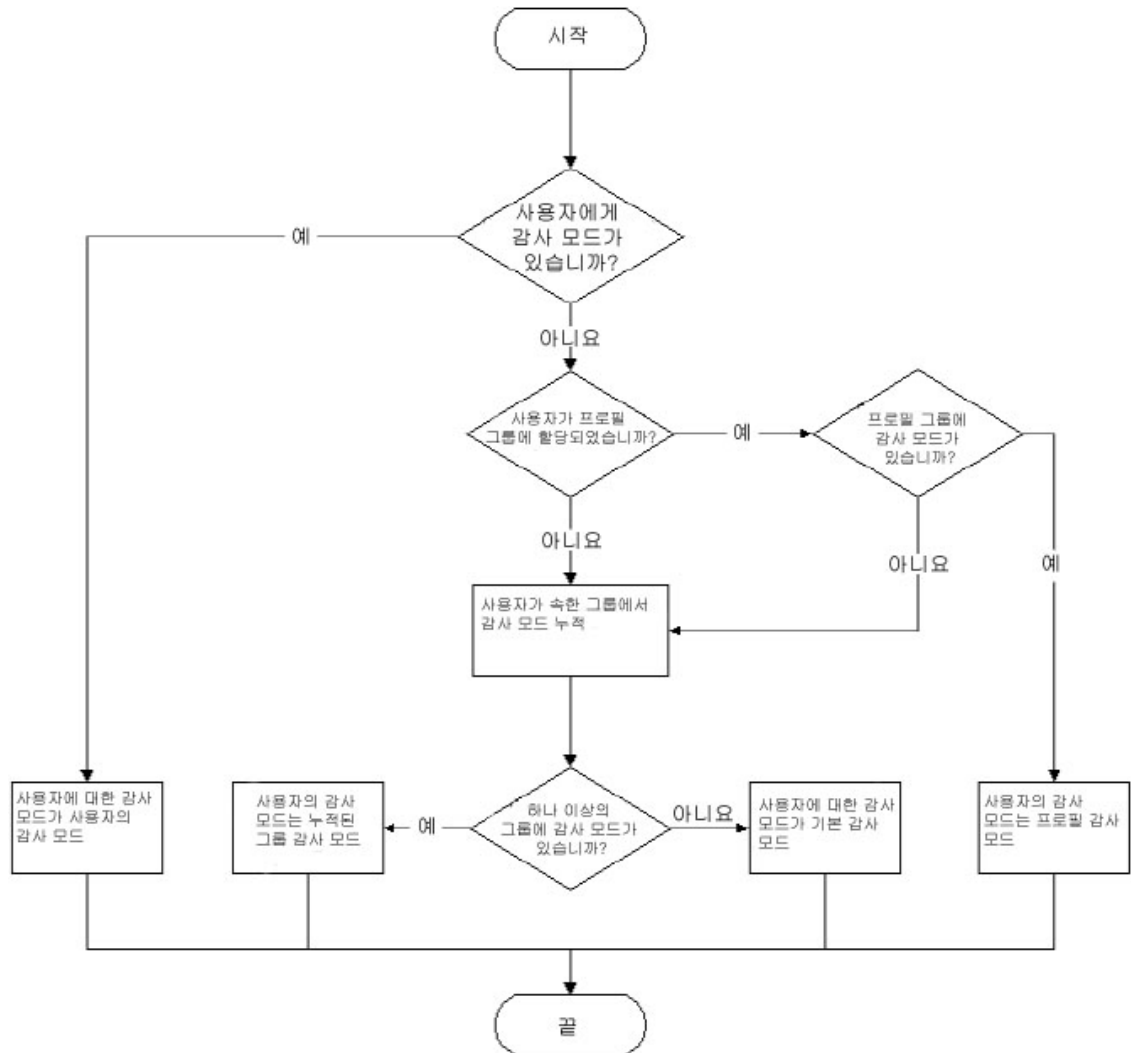 시작
사용자에게
감사 모드가
있습니까?
예
아니요
사용자가 프로필
그룹에 할당되었습니까?
예
프로필 그룹에
감사 모드가
있습니까?
아니요
아니요
예
사용자가 속한 그룹에서
감사 모드 누적
사용자에 대한 감사
모드가 사용자의
감사 모드
사용자의 감사
모드는 누적된
그룹 감사 모드
예
하나 이상의
그룹에 감사 모드가
있습니까?
아니요
사용자에 대한 감사
모드가 기본 감사
모드
사용자의 감사
모드는 프로필 감사
모드
끝